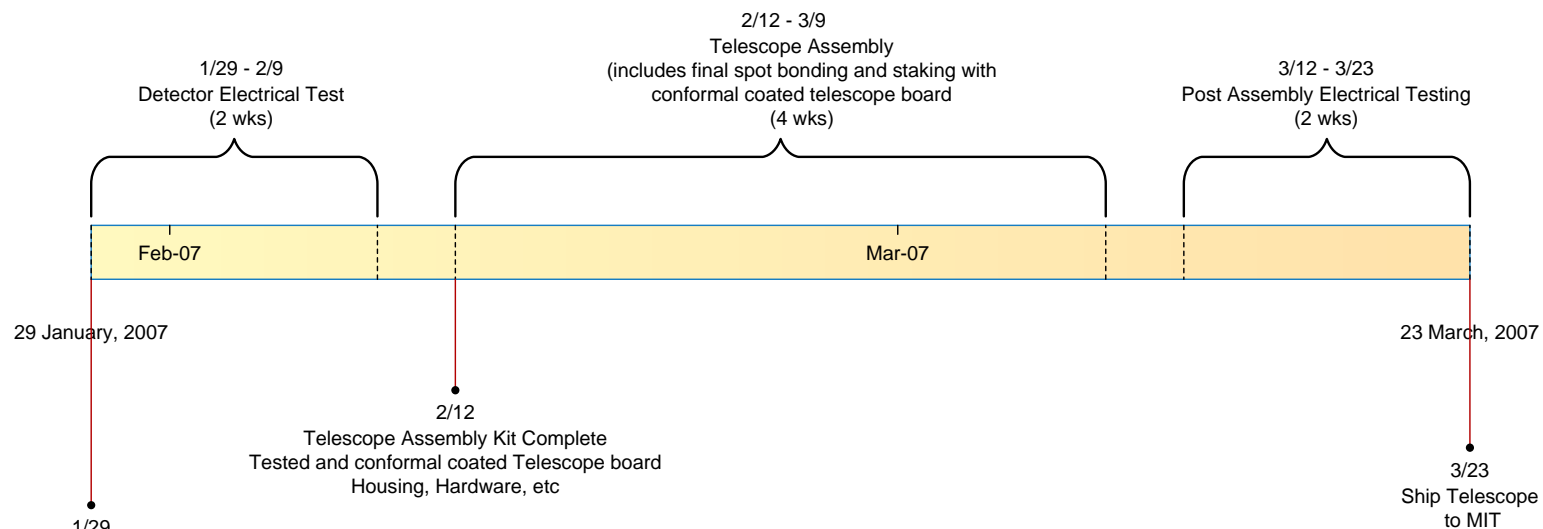 2/12 - 3/9
Telescope Assembly
(includes final spot bonding and staking with
conformal coated telescope board
(4 wks)
1/29 - 2/9
Detector Electrical Test
(2 wks)
3/12 - 3/23
Post Assembly Electrical Testing
(2 wks)
Feb-07
Mar-07
29 January, 2007
23 March, 2007
2/12
Telescope Assembly Kit Complete
Tested and conformal coated Telescope board
Housing, Hardware, etc
3/23
Ship Telescope
to MIT
1/29